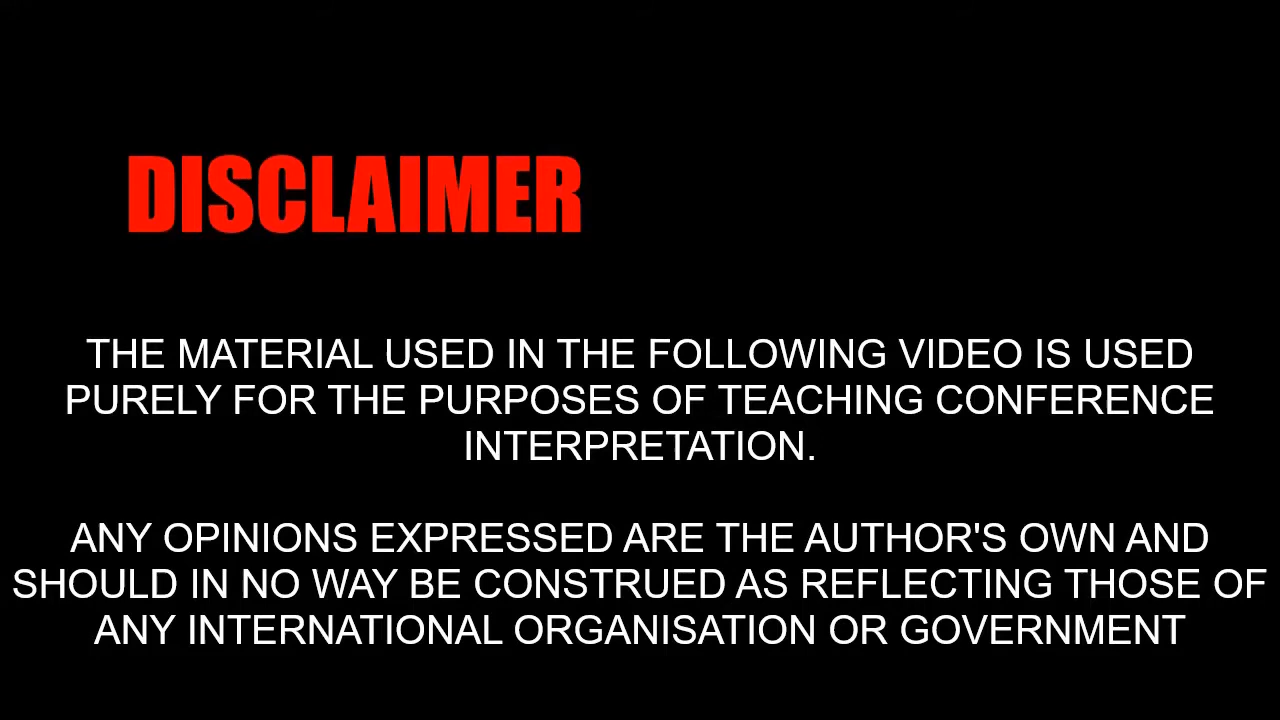 DISCLAIMER
THE MATERIAL USED IN THE FOLLOWING VIDEO IS USED
PURELY FOR THE PURPOSES OF TEACHING CONFERENCE
INTERPRETATION.
ANY OPINIONS EXPRESSED ARE THE AUTHOR'S OWN AND
SHOULD IN NO WAY BE CONSTRUED AS REFLECTING THOSE OF
ANY INTERNATIONAL ORGANISATION OR GOVERNMENT